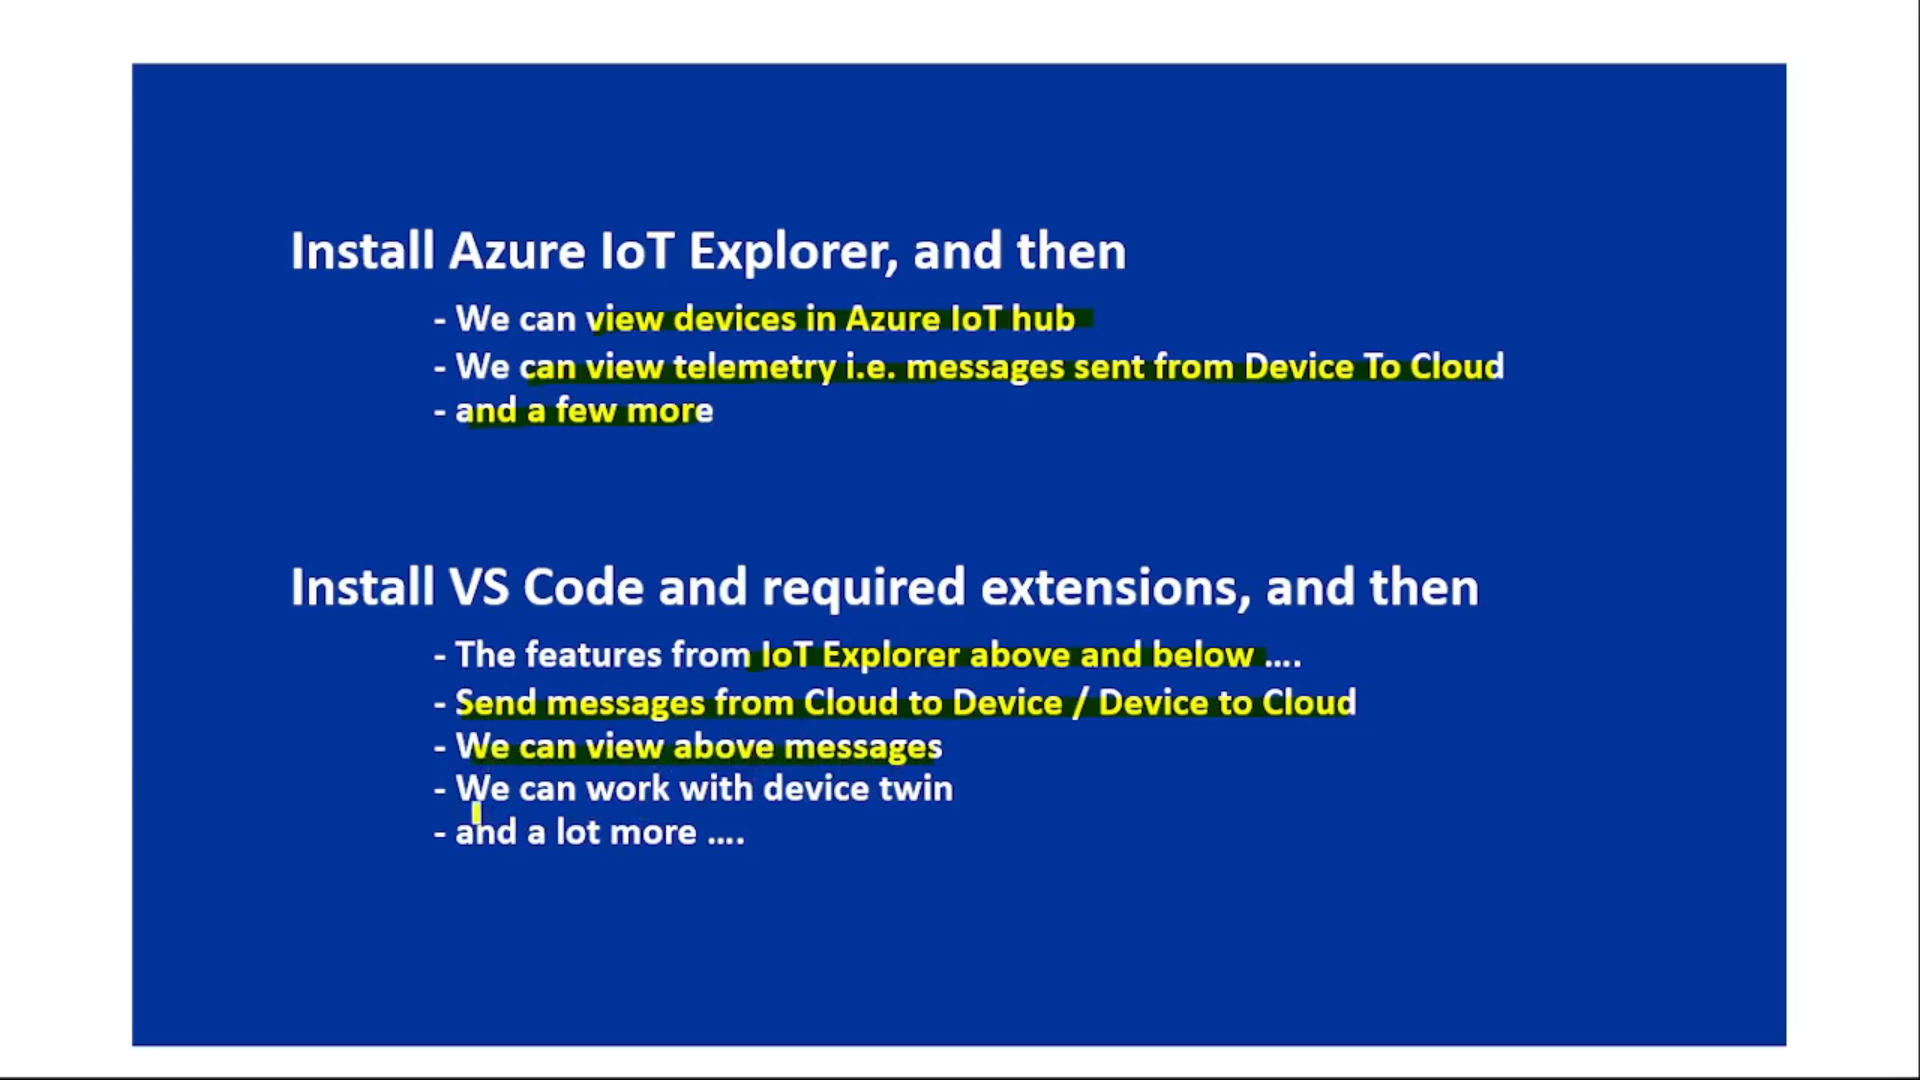 Install Azure IoT Explorer, and then
- We can view devices in Azure IoT hub
- We can view telemetry i.e. messages sent from Device To Cloud
- and a few more
Install VS Code and required extensions, and then
- The features from IoT Explorer above and below ....
- Send messages from Cloud to Device / Device to Cloud
- We can view above messages
- We can work with device twin
- and a lot more ....